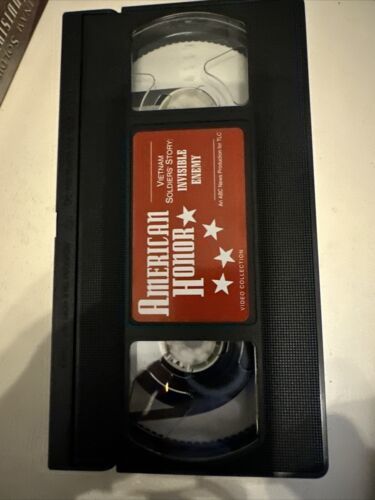 AMERICAN
HONOR
VIDEO COLLECTION
VIETNAM
SOLDIERS' STORY:
INVISIBLE
ENEMY
An ABC News Production for TLC